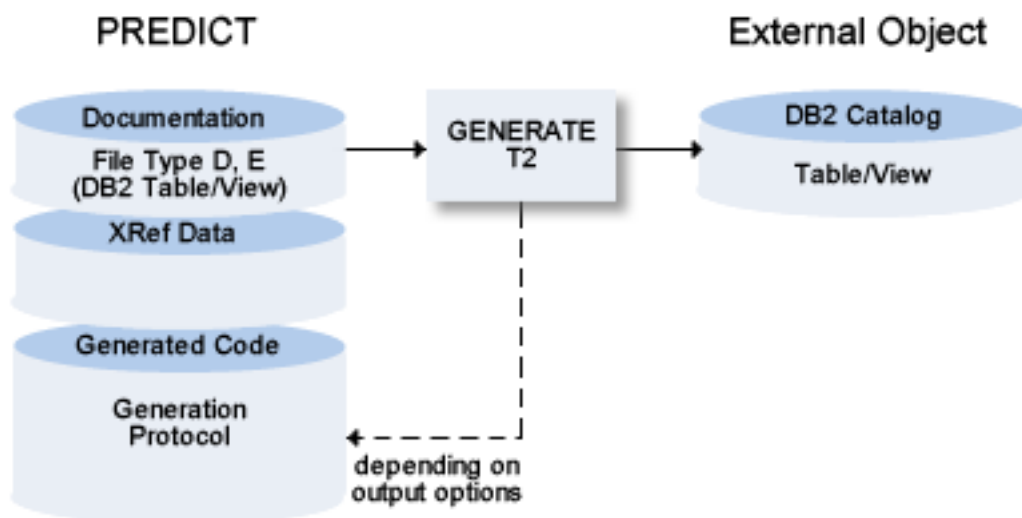 PREDICT
External Object
Documentation
File Type D, E
(DB2 Table/View)
GENERATE
T2
DB2 Catalog
Table/View
XRef Data
Generated Code
Generation
Protocol
depending on
output options